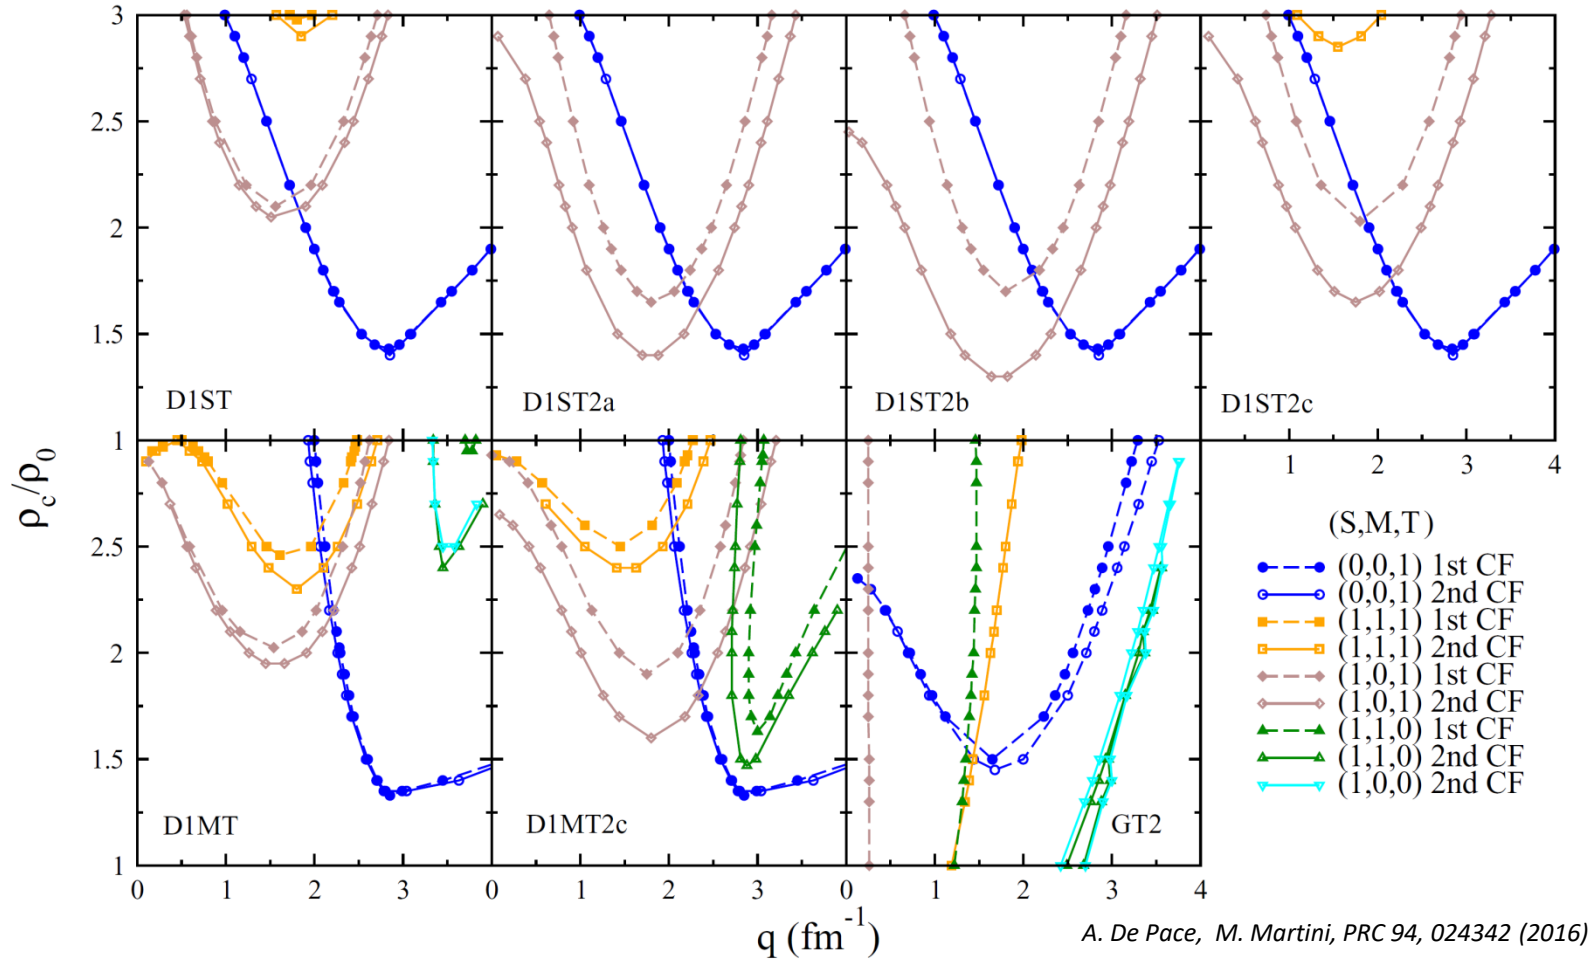 3
2.5
2
1.5
D1ST
D1ST2a
D1ST2b
D1ST2c
1
2
3
4
ρc/ρ0
1
2.5
2
1.5
1
D1MT
D1MT2c
GT2
(S,M,T)
(0,0,1) 1st CF
(0,0,1) 2nd CF
(1,1,1) 1st CF
(1,1,1) 2nd CF
(1,0,1) 1st CF
(1,0,1) 2nd CF
(1,1,0) 1st CF
(1,1,0) 2nd CF
(1,0,0) 2nd CF
0 1 2 3 0 1 2 3 0 1 2 3 4
q (fm⁻¹)
A. De Pace, M. Martini, PRC 94, 024342 (2016)